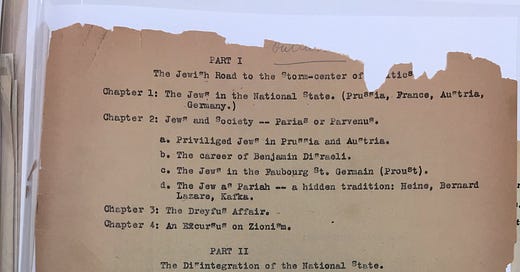 PART I
The Jewish Road to the Storm-center of
Chapter 1: The Jews in the National State. (Prussia, France, Austria,
Germany.)
Chapter 2: Jews and Society -- Parias or Parvenus.
a. Priviliged Jews in Prussia and Austria.
b. The career of Benjamin Disraeli.
c. The Jews in the Faubourg St. Germain (Proust).
d. The Jew as Pariah -- a hidden tradition: Heine, Bernard
Lazare, Kafka.
Chapter 3: The Dreyfus Affair.
Chapter 4: An Excursus on Zionism.
PART II
The Disintegration of the National State.